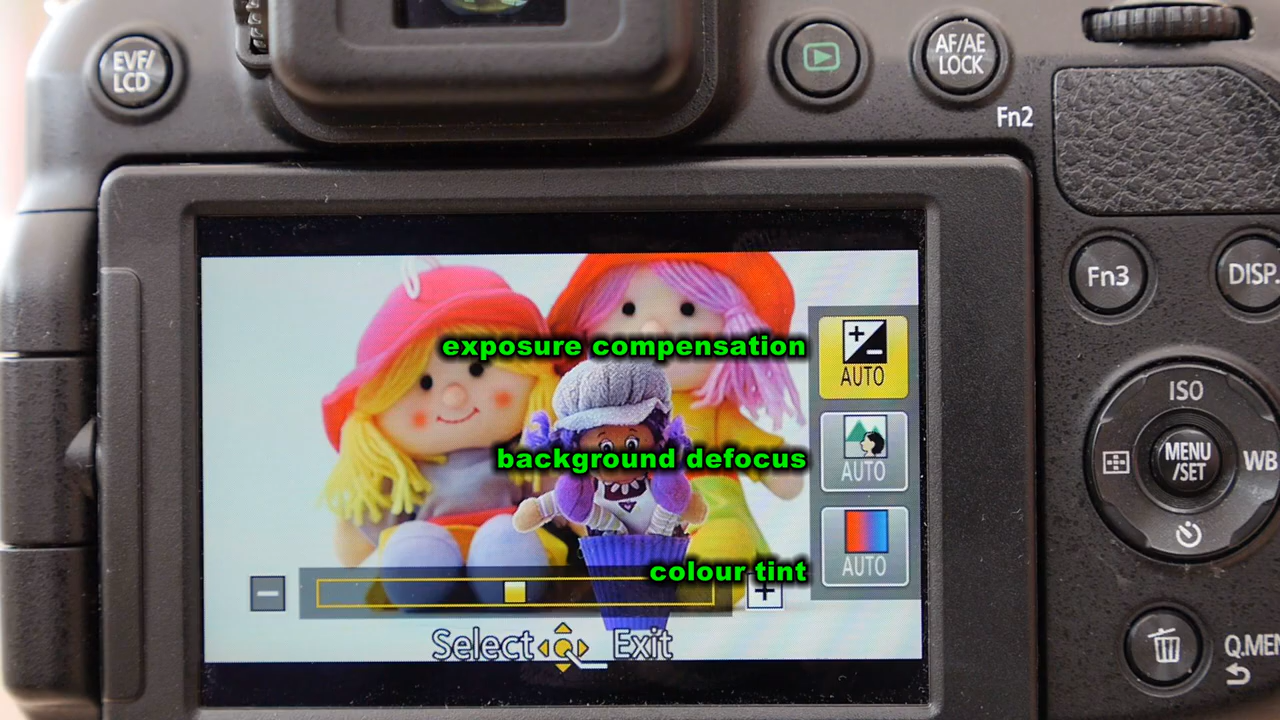 EVF/
LCD
AF/AE
LOCK
Fn2
Fn3
DISP.
exposure compensation
AUTO
background defocus
AUTO
colour tint
AUTO
Select Exit
ISO
MENU
/SET
WB
Q.MEN